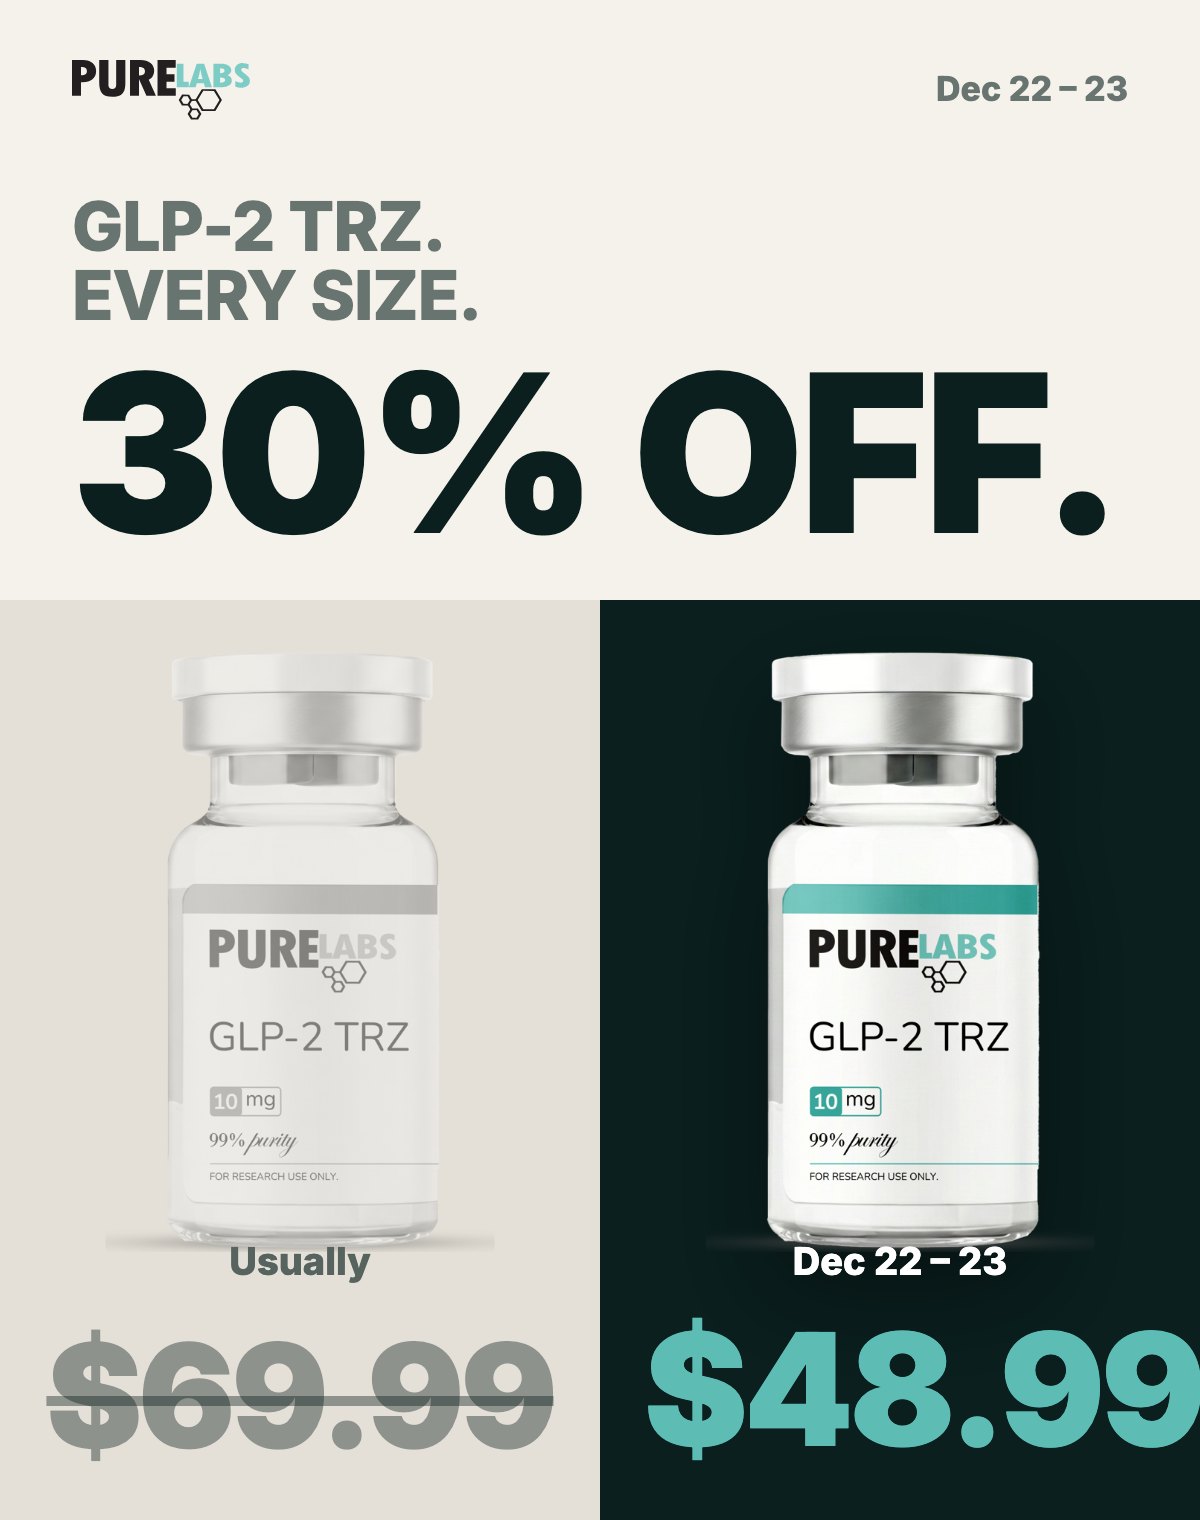 PURELABS
Dec 22 – 23
GLP-2 TRZ.
EVERY SIZE.
30% OFF.
PURELABS
GLP-2 TRZ
10 mg
99% purity
FOR RESEARCH USE ONLY.
Usually
$69.99
PURELABS
GLP-2 TRZ
10 mg
99% purity
FOR RESEARCH USE ONLY.
Dec 22 – 23
$48.99